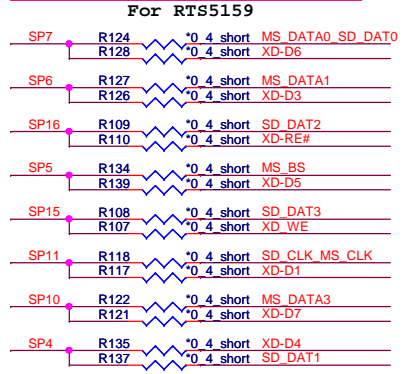 For RTS5159
SP7 R124 *0_4_short MS_DATA0_SD_DAT0
R128 *0_4_short XD-D6
SP6 R127 *0_4_short MS_DATA1
R126 *0_4_short XD-D3
SP16 R109 *0_4_short SD_DAT2
R110 *0_4_short XD-RE#
SP5 R134 *0_4_short MS_BS
R139 *0_4_short XD-D5
SP15 R108 *0_4_short SD_DAT3
R107 *0_4_short XD_WE
SP11 R118 *0_4_short SD_CLK_MS_CLK
R117 *0_4_short XD-D1
SP10 R122 *0_4_short MS_DATA3
R121 *0_4_short XD-D7
SP4 R135 *0_4_short XD-D4
R137 *0_4_short SD_DAT1